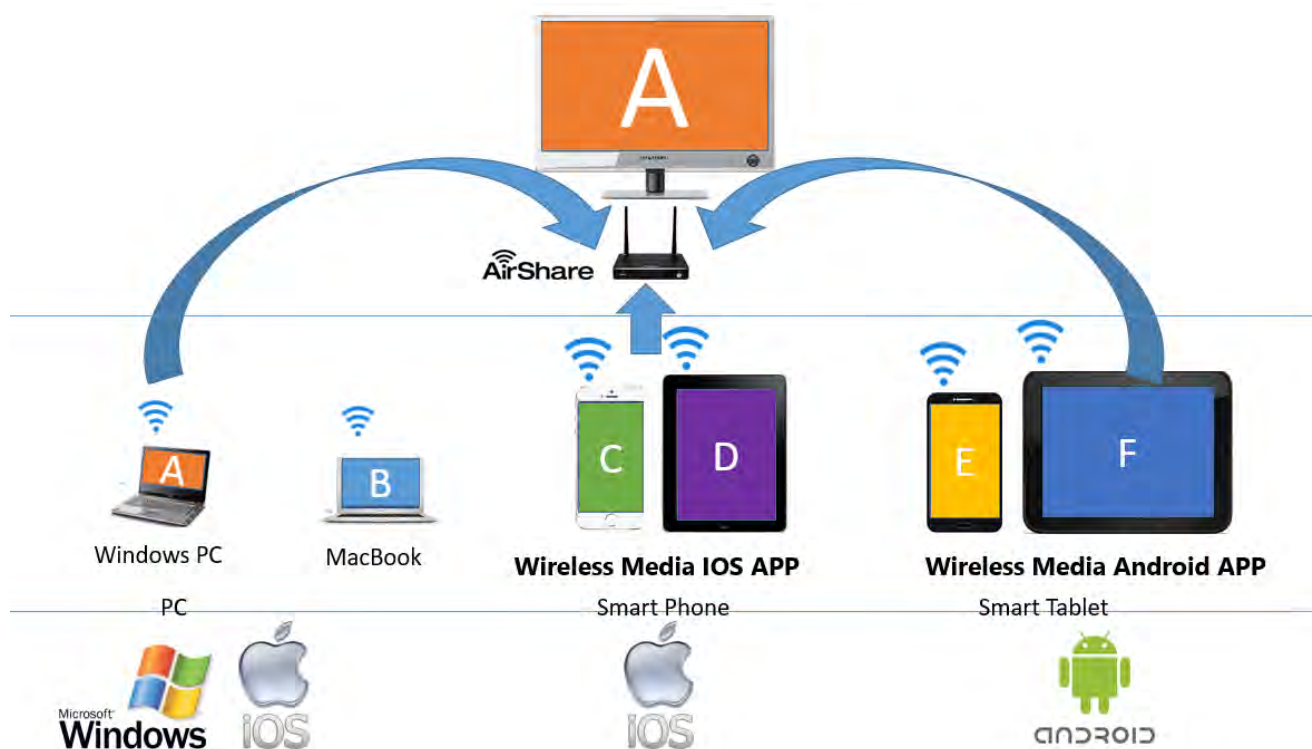 A
AirShare
A
B
C
D
E
F
Windows PC
MacBook
Wireless Media IOS APP
Wireless Media Android APP
PC
Smart Phone
Smart Tablet
Microsoft
Windows
iOS
iOS
ANDROID